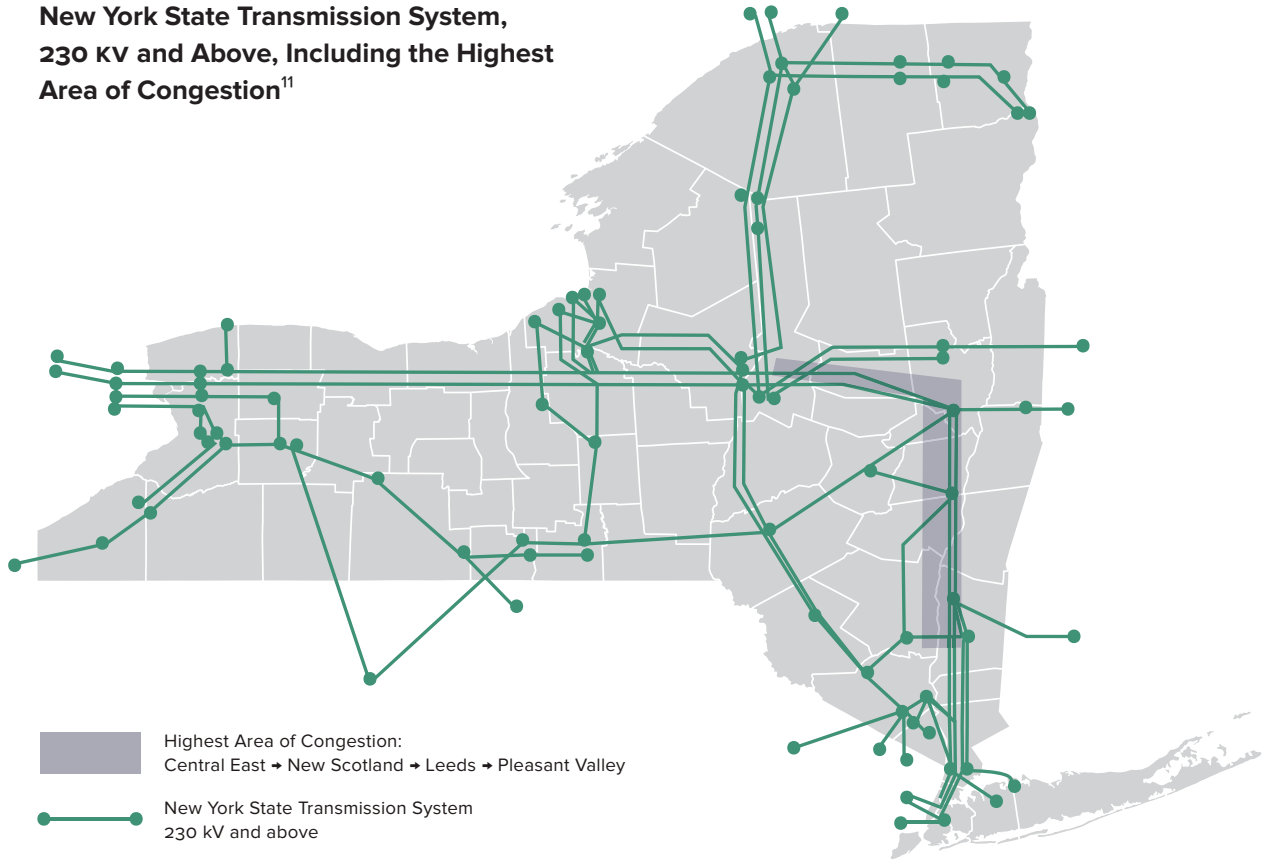 New York State Transmission System,
230 KV and Above, Including the Highest
Area of Congestion11
Highest Area of Congestion:
Central East → New Scotland → Leeds → Pleasant Valley
New York State Transmission System
230 kV and above